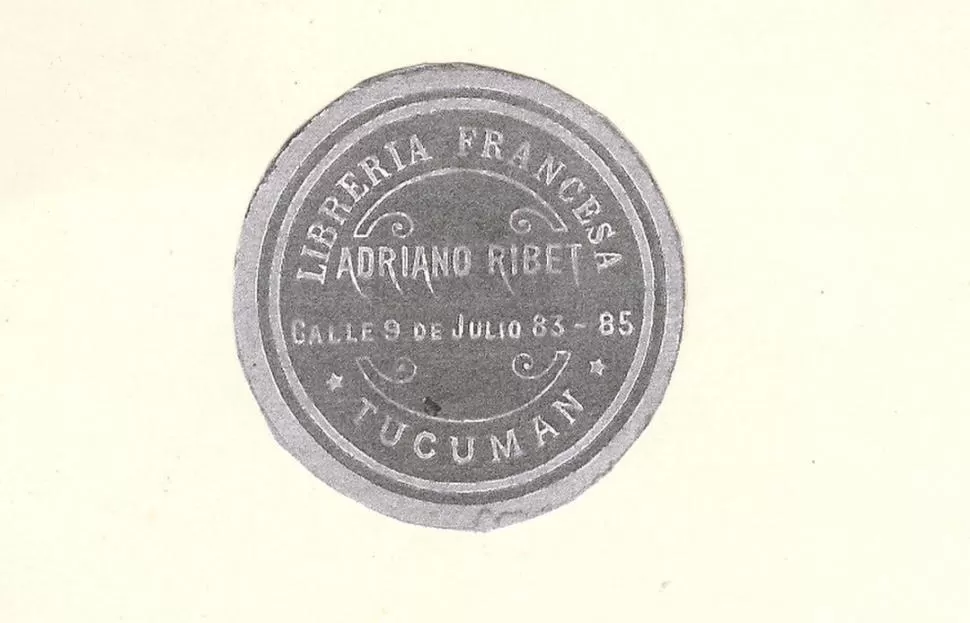 LIBRERIA FRANCESA
ADRIANO RIBET
CALLE 9 DE JULIO 83 - 85
TUCUMAN